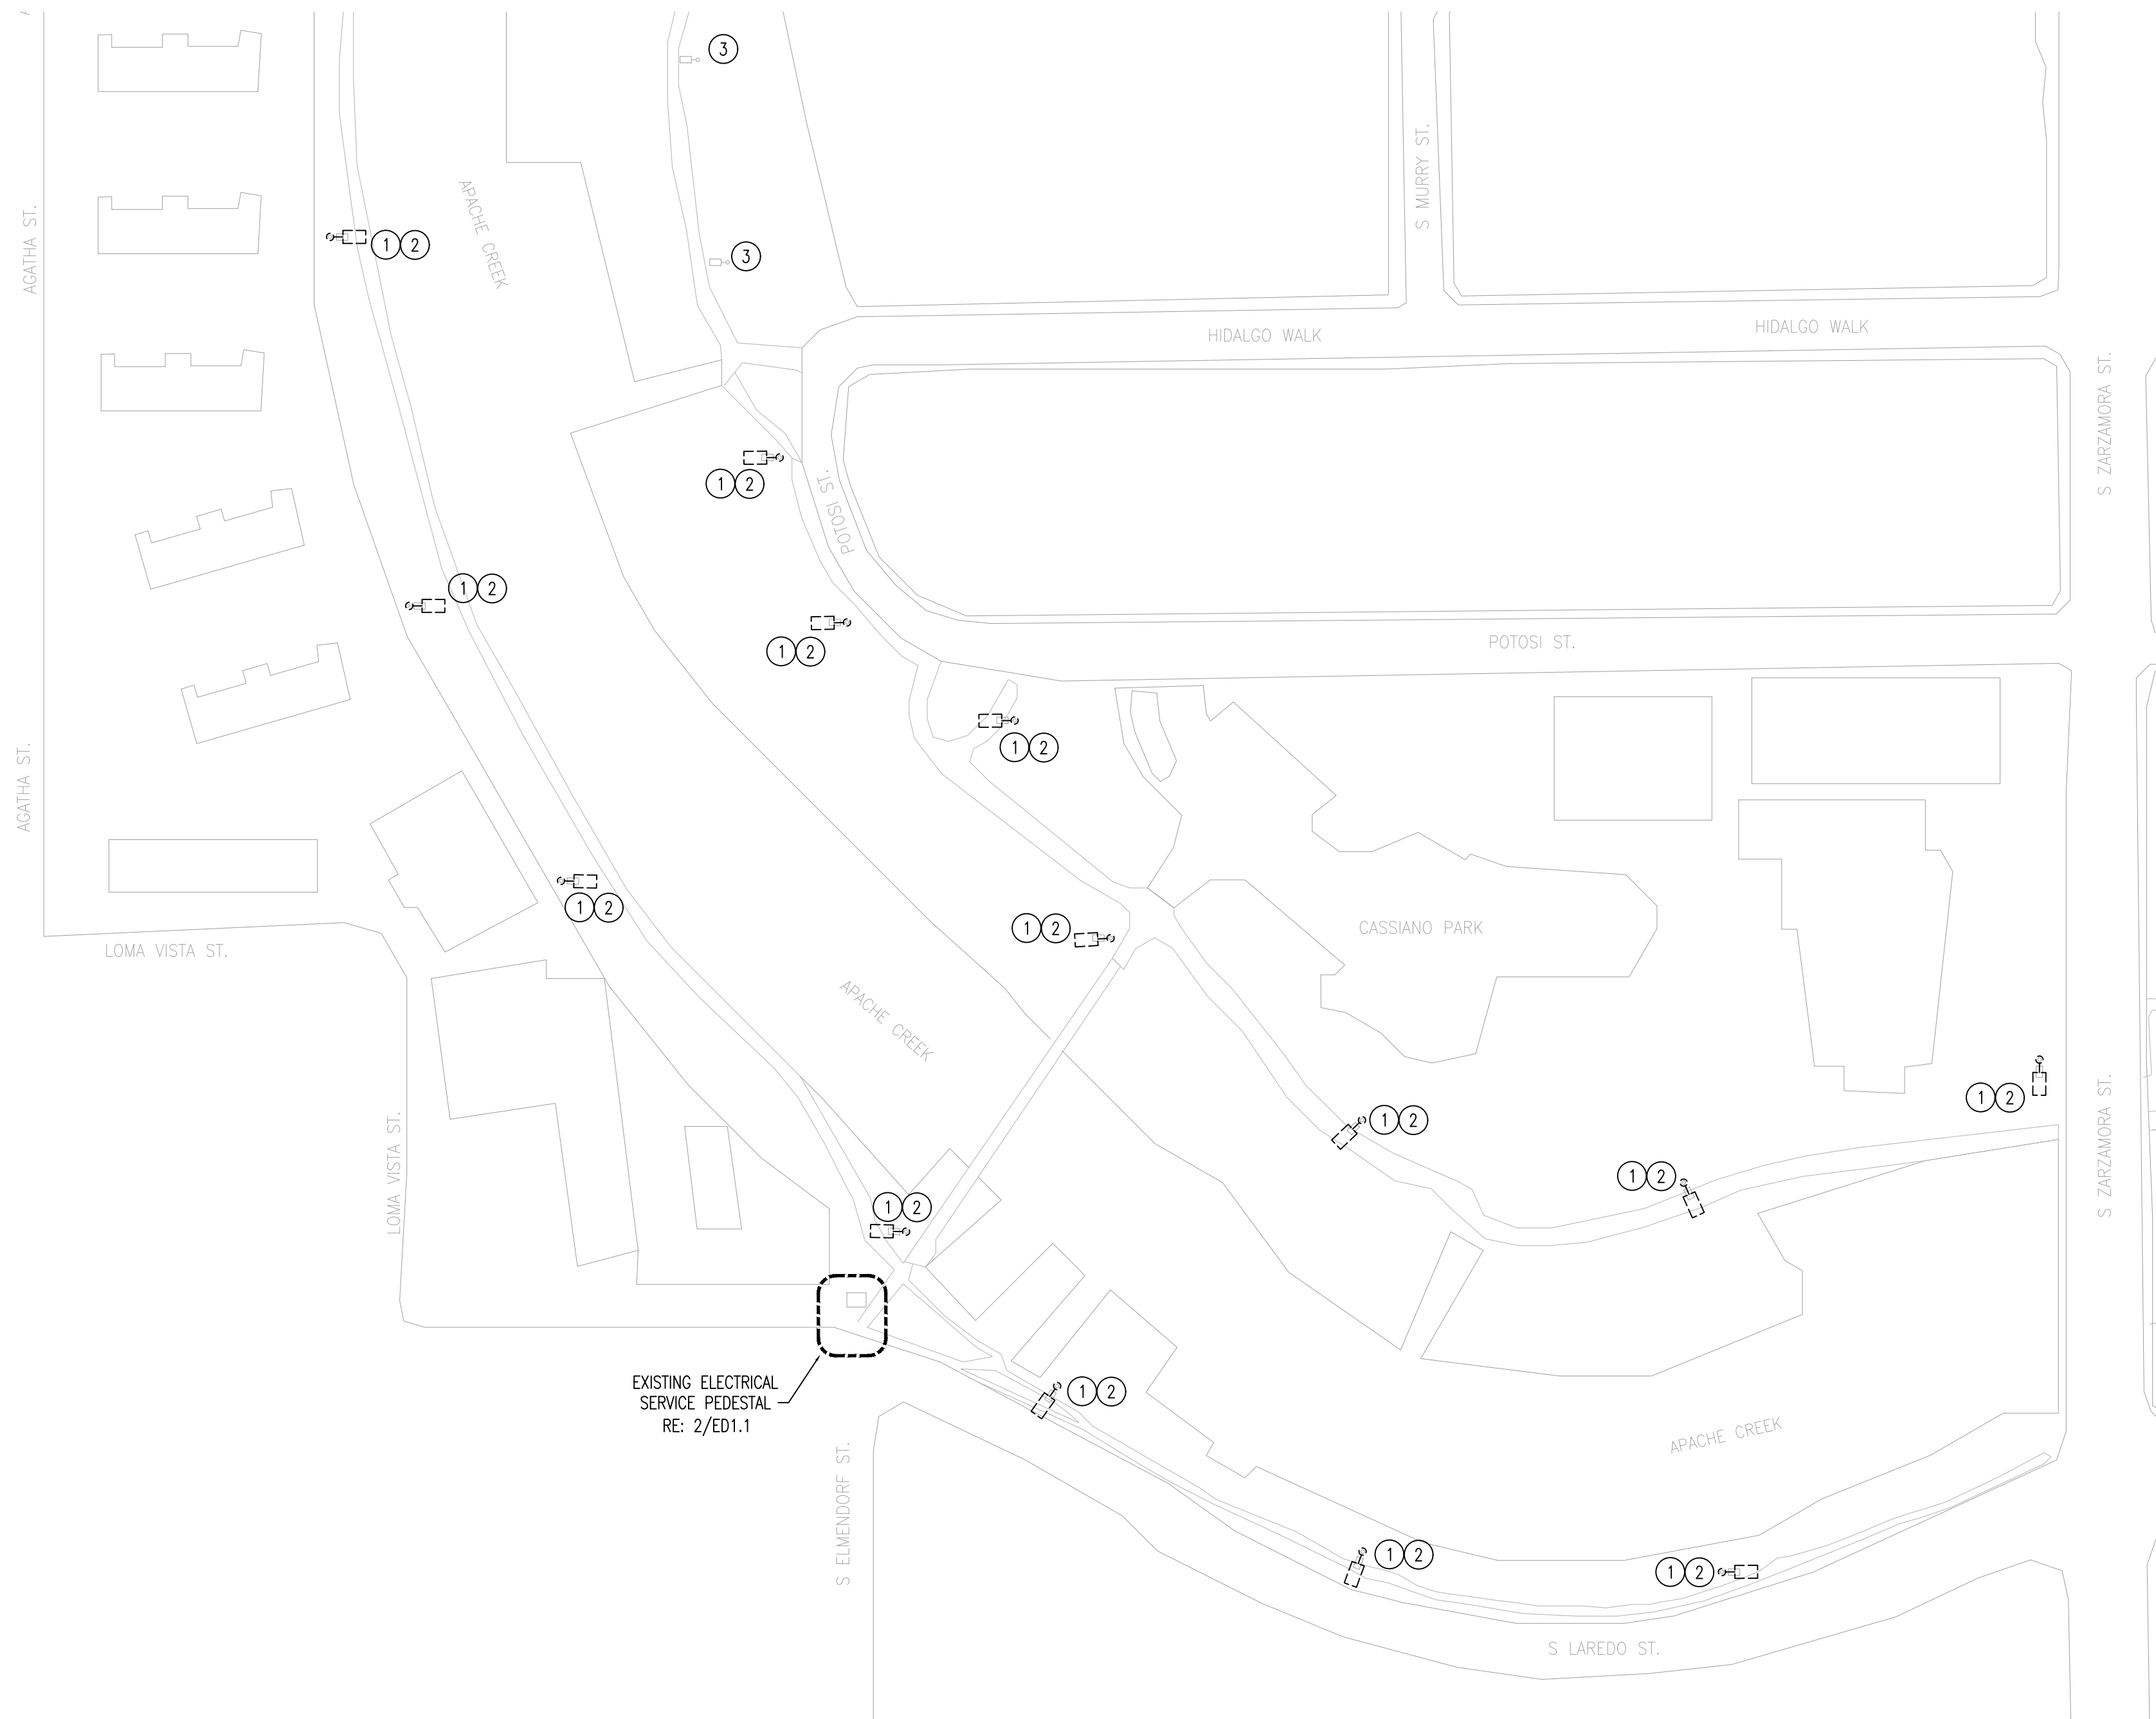 3
S MURRY ST.
AGATHA ST.
APACHE CREEK
1 2
3
HIDALGO WALK
HIDALGO WALK
S ZARZAMORA ST.
1 2
POTOSI ST.
1 2
1 2
POTOSI ST.
1 2
AGATHA ST.
1 2
1 2
CASSIANO PARK
LOMA VISTA ST.
APACHE CREEK
1 2
1 2
LOMA VISTA ST.
S ZARZAMORA ST.
1 2
1 2
EXISTING ELECTRICAL
SERVICE PEDESTAL
RE: 2/ED1.1
1 2
APACHE CREEK
S ELMENDORF ST.
1 2
1 2
S LAREDO ST.